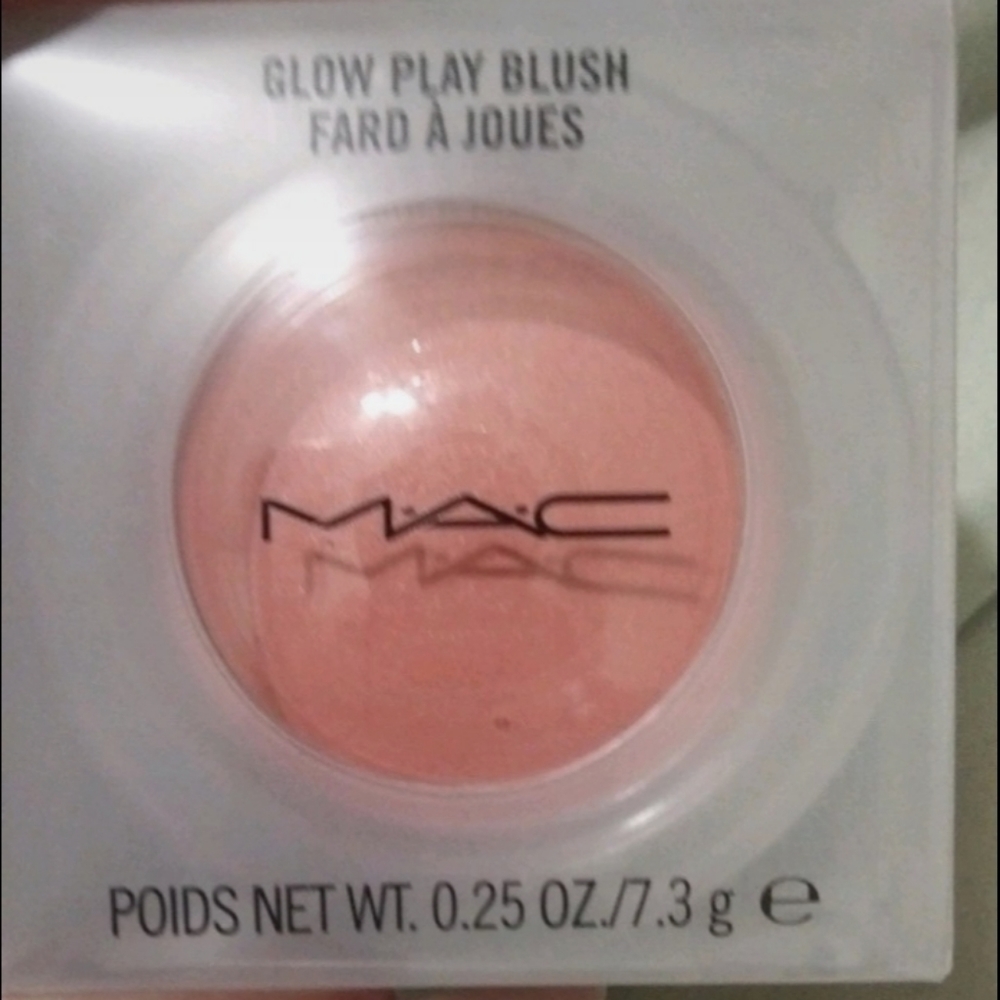 GLOW PLAY BLUSH
FARD À JOUES
M·A·C
POIDS NET WT. 0.25 OZ./7.3 g ℮